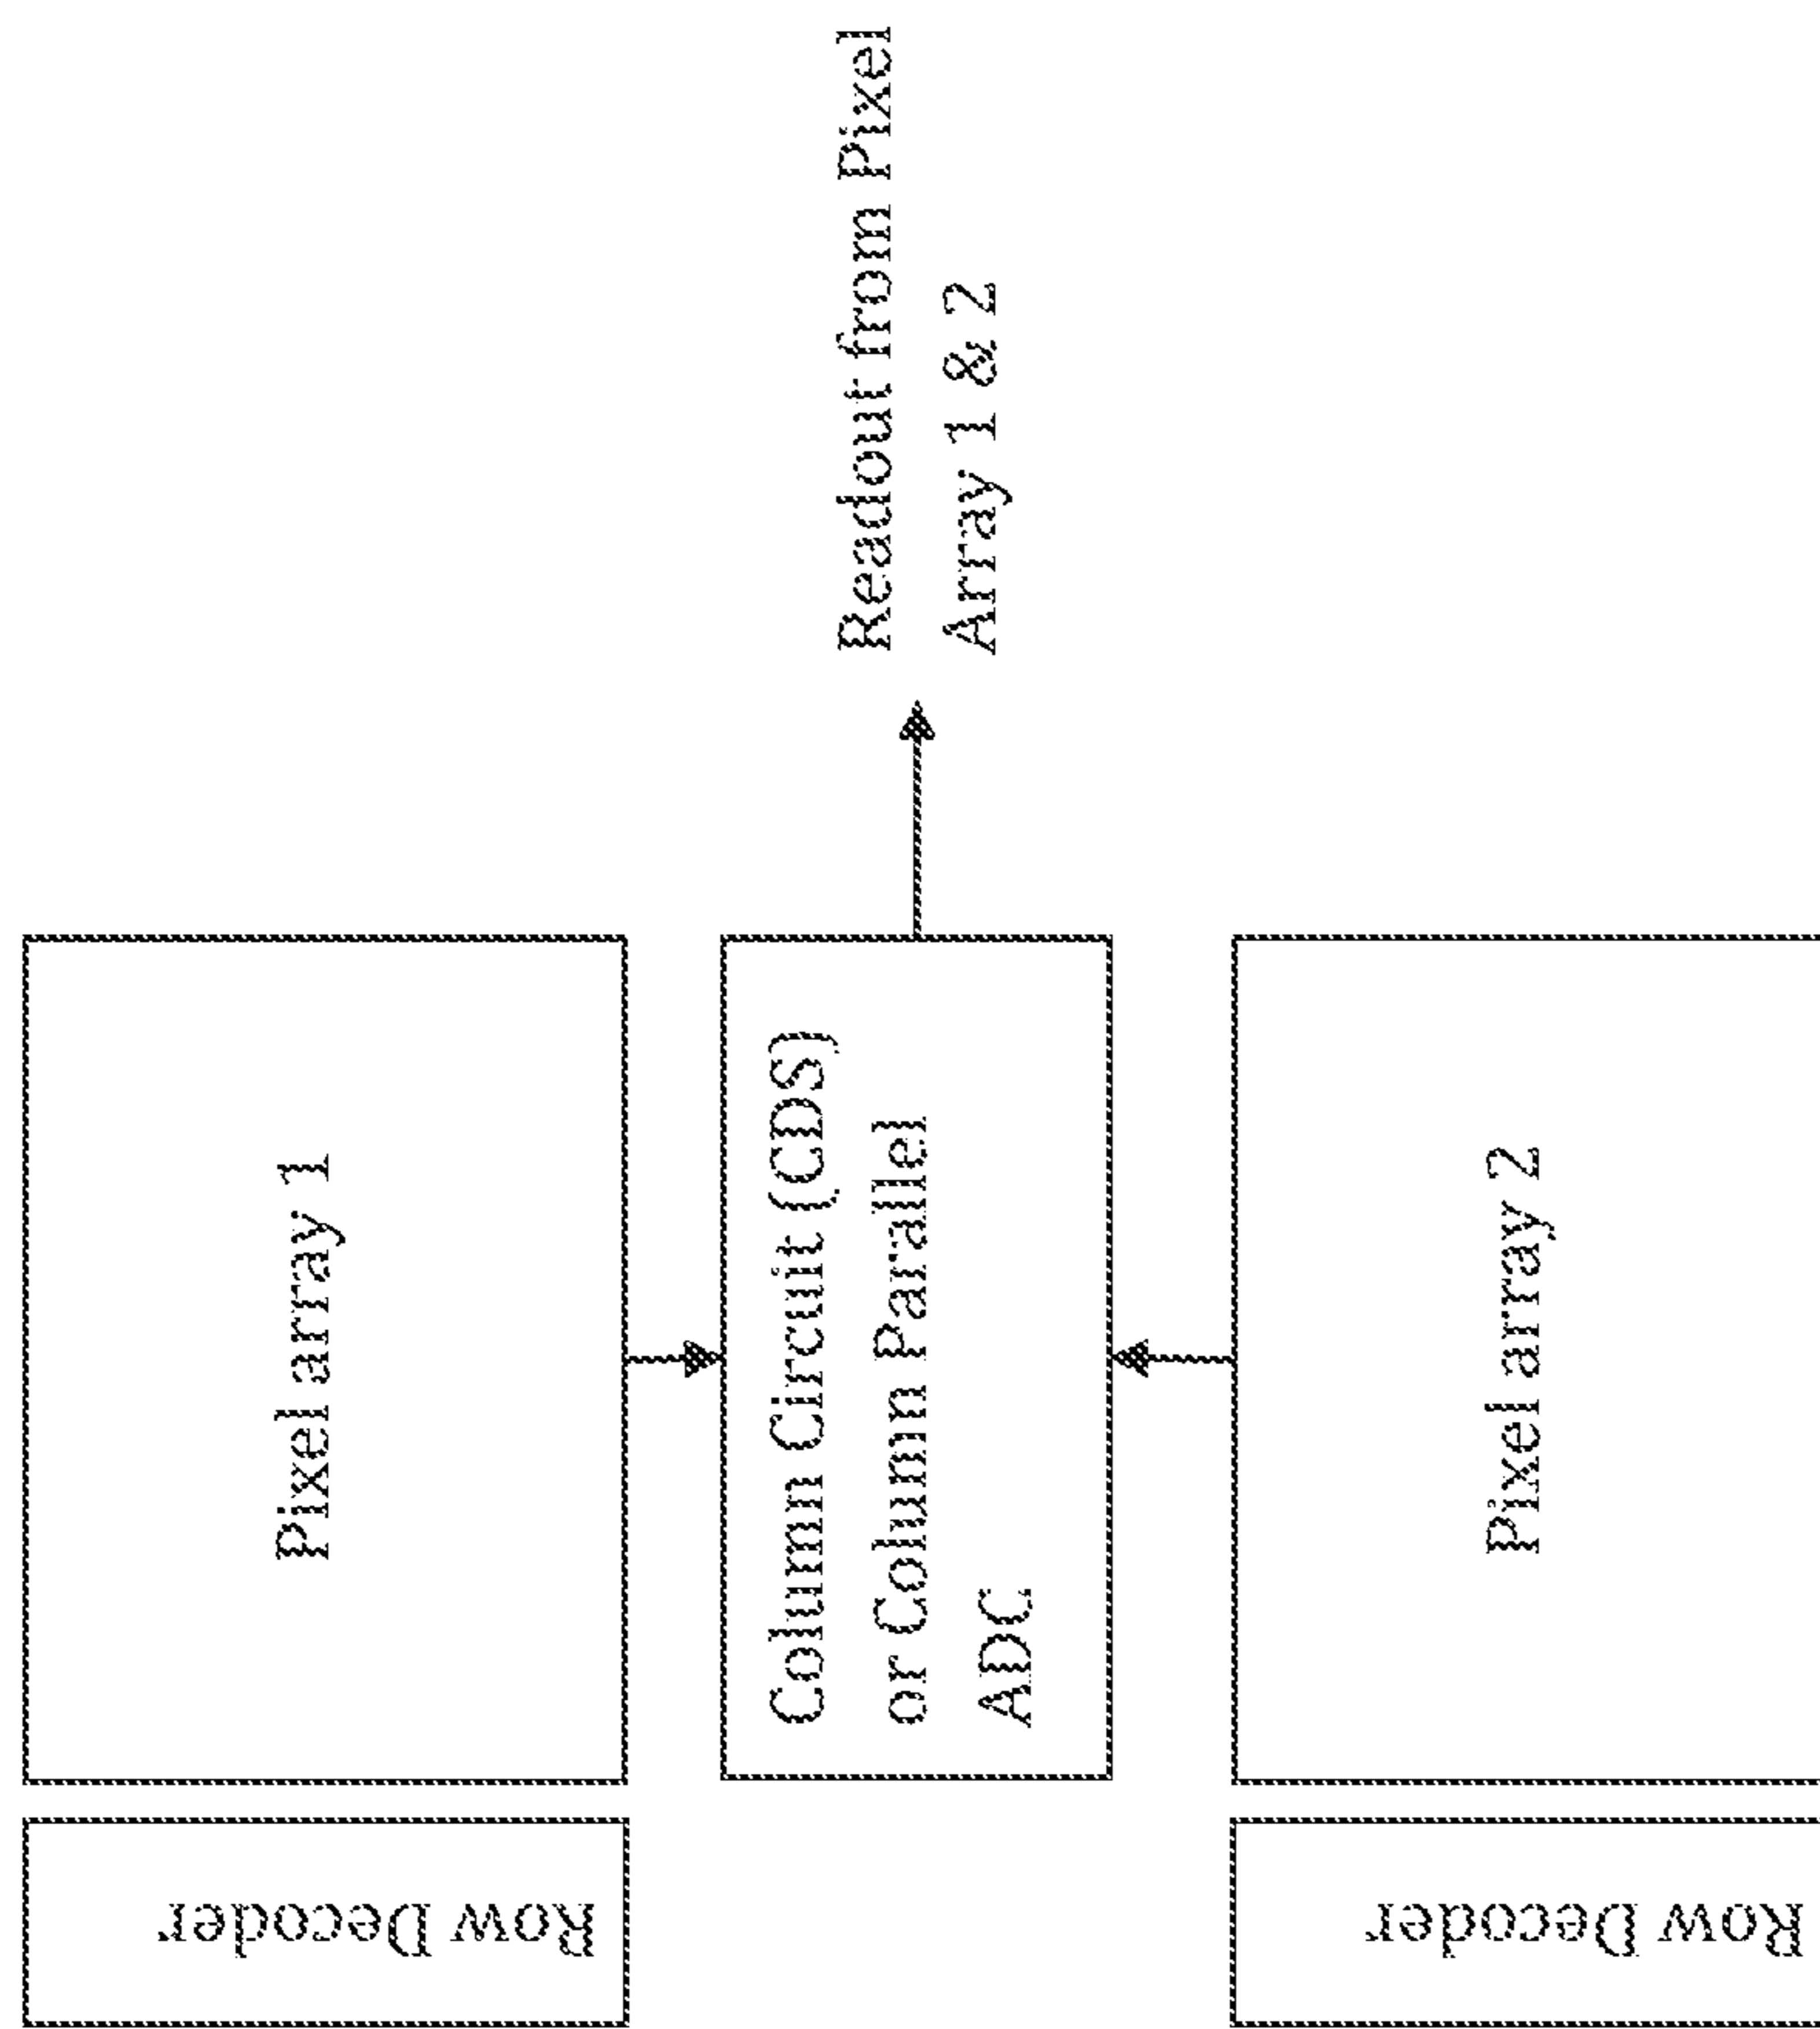 Row Decoder
Pixel array 1
Column Circuit (CDS)
or Column Parallel
ADC
Readout from Pixel
Array 1 & 2
Row Decoder
Pixel array 2